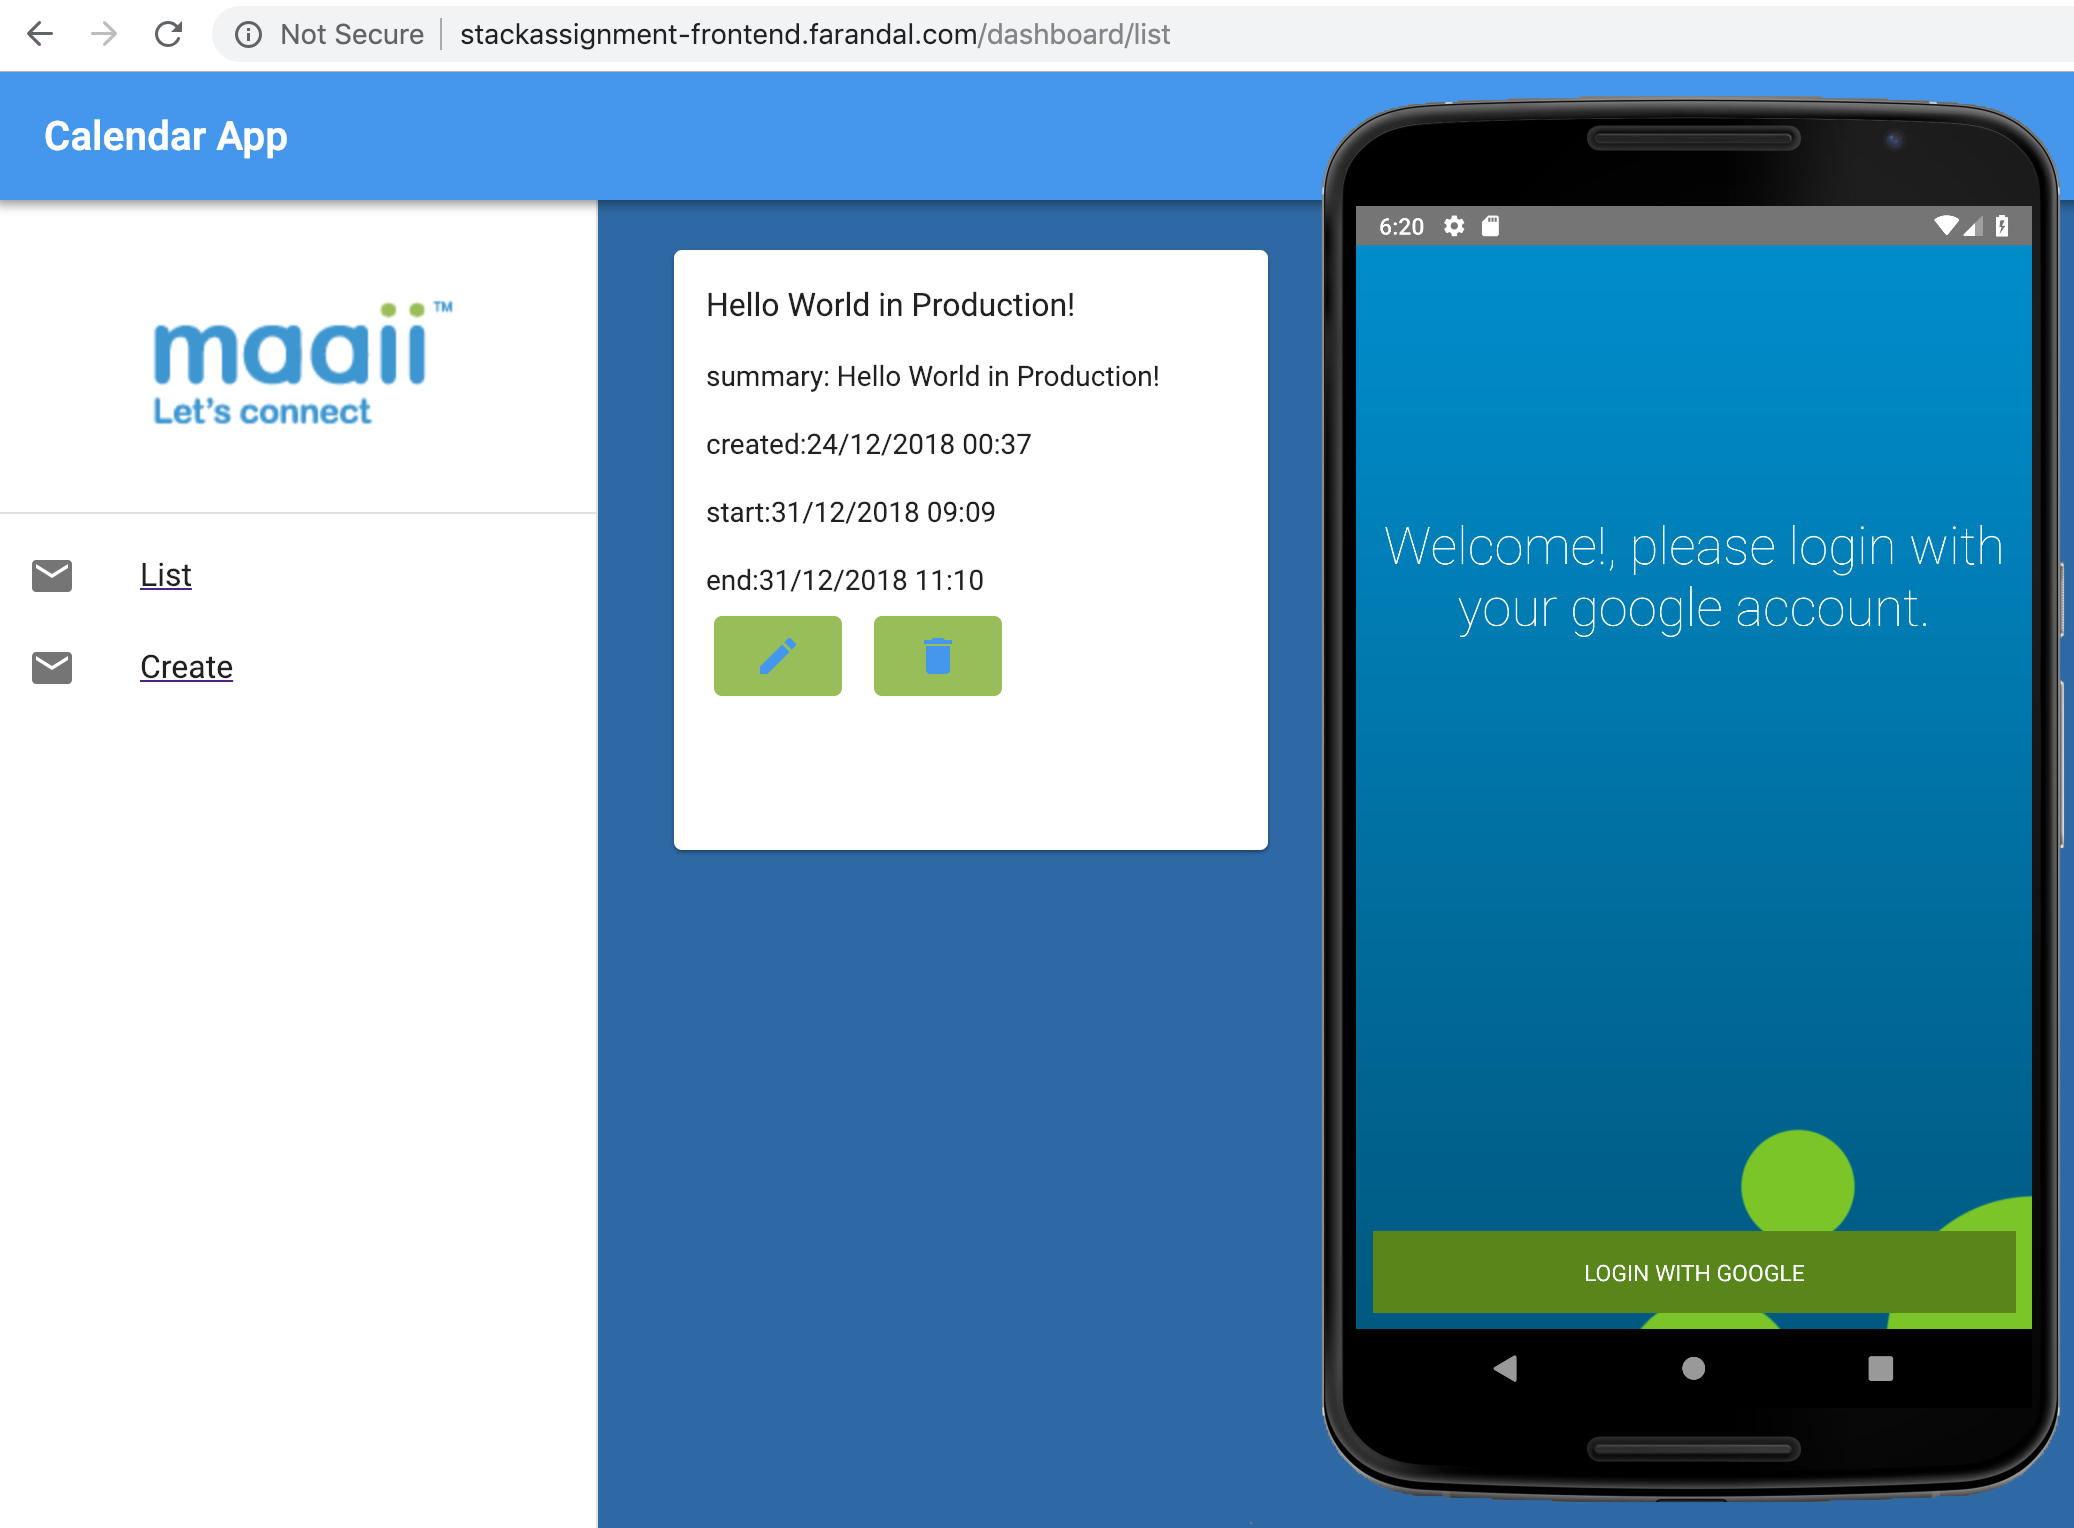 Not Secure
stackassignment-frontend.farandal.com/dashboard/list
Calendar App
maaii™
Let's connect
List
Create
Hello World in Production!
summary: Hello World in Production!
created:24/12/2018 00:37
start:31/12/2018 09:09
end:31/12/2018 11:10
6:20
Welcome!, please login with
your google account.
LOGIN WITH GOOGLE